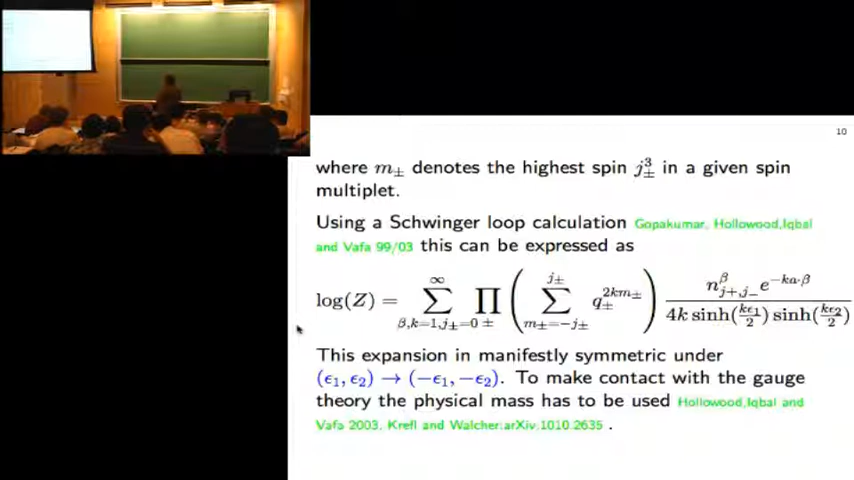 10
where m± denotes the highest spin j³± in a given spin
multiplet.
Using a Schwinger loop calculation Gopakumar, Hollowood,Iqbal
and Vafa 99/03 this can be expressed as
log(Z) = ∑_{β,k=1,j±=0}^{∞} ∏_± ( ∑_{m±=−j±}^{j±} q_±^{2km±} ) n^β_{j+,j−} e^{−ka·β} / 4k sinh(kϵ₁/2) sinh(kϵ₂/2)
This expansion in manifestly symmetric under
(ϵ₁, ϵ₂) → (−ϵ₁, −ϵ₂). To make contact with the gauge
theory the physical mass has to be used Hollowood,Iqbal and
Vafa 2003, Krefl and Walcher:arXiv:1010.2635 .